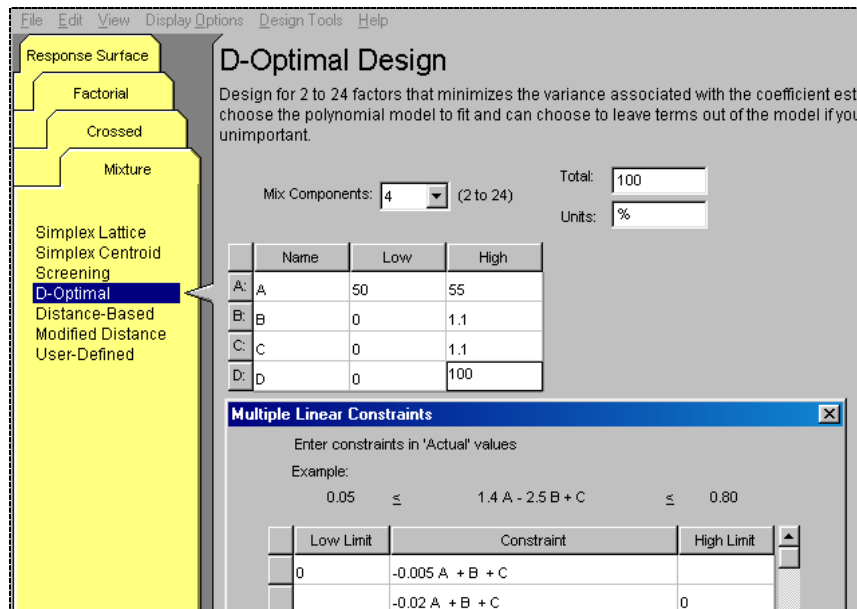 File Edit View Display Options Design Tools Help
Response Surface
Factorial
Crossed
Mixture
Simplex Lattice
Simplex Centroid
Screening
D-Optimal
Distance-Based
Modified Distance
User-Defined
D-Optimal Design
Design for 2 to 24 factors that minimizes the variance associated with the coefficient est
choose the polynomial model to fit and can choose to leave terms out of the model if you
unimportant.
Mix Components: 4 (2 to 24)
Total: 100
Units: %
Name Low High
A: A 50 55
B: B 0 1.1
C: C 0 1.1
D: D 0 100
Multiple Linear Constraints
Enter constraints in 'Actual' values
Example:
0.05 ≤ 1.4 A - 2.5 B + C ≤ 0.80
Low Limit Constraint High Limit
0 -0.005 A + B + C
-0.02 A + B + C 0